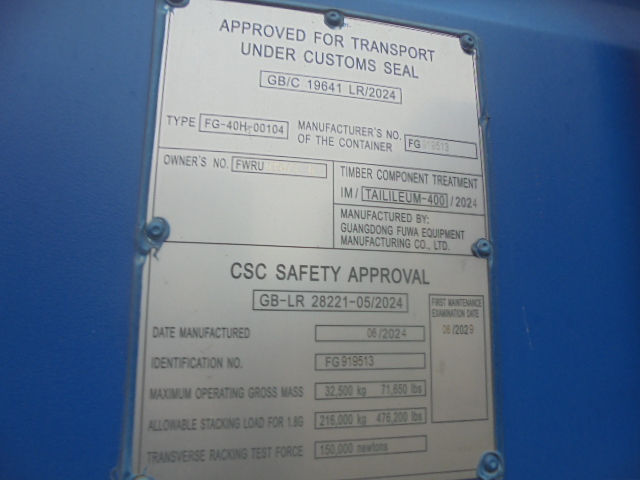 APPROVED FOR TRANSPORT
UNDER CUSTOMS SEAL
GB/C 19641 LR/2024
TYPE FG-40H-00104
MANUFACTURER'S NO.
OF THE CONTAINER FG919513
OWNER'S NO. FWRU
TIMBER COMPONENT TREATMENT
IM / TAILILEUM-400 / 2024
MANUFACTURED BY:
GUANGDONG FUWA EQUIPMENT
MANUFACTURING CO., LTD.
CSC SAFETY APPROVAL
GB-LR 28221-05/2024
FIRST MAINTENANCE
EXAMINATION DATE
06/2029
DATE MANUFACTURED 06/2024
IDENTIFICATION NO. FG919513
MAXIMUM OPERATING GROSS MASS 32,500 kg 71,650 lbs
ALLOWABLE STACKING LOAD FOR 1.8G 216,000 kg 476,200 lbs
TRANSVERSE RACKING TEST FORCE 150,000 newtons